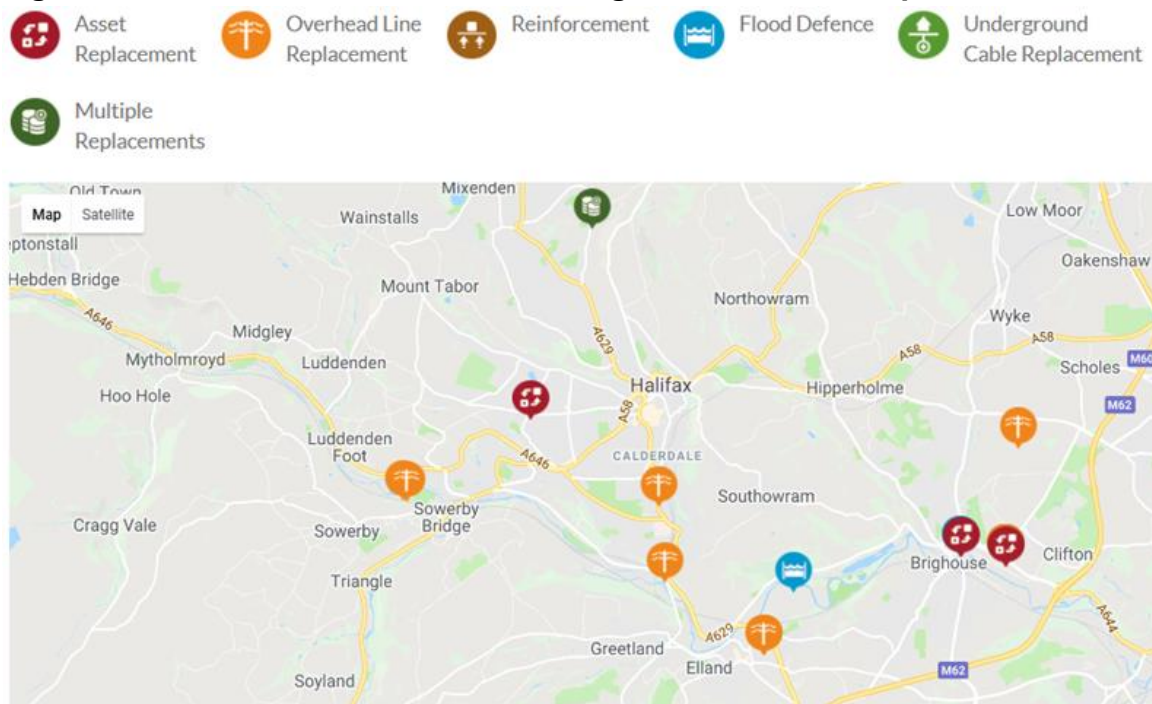 Asset
Replacement
Overhead Line
Replacement
Reinforcement
Flood Defence
Underground
Cable Replacement
Multiple
Replacements
Old Town
Mixenden
Map
Satellite
Wainstalls
Low Moor
eptonstall
Oakenshaw
Hebden Bridge
Mount Tabor
Northowram
A646
Midgley
A629
Wyke
A58
Mytholmroyd
Luddenden
A58
Scholes
M60
Halifax
Hipperholme
Hoo Hole
A58
M62
Luddenden
Foot
A646
CALDERDALE
Southowram
Cragg Vale
Sowerby
Sowerby
Bridge
Brighouse
Clifton
Triangle
A644
Greetland
A629
Elland
M62
Soyland